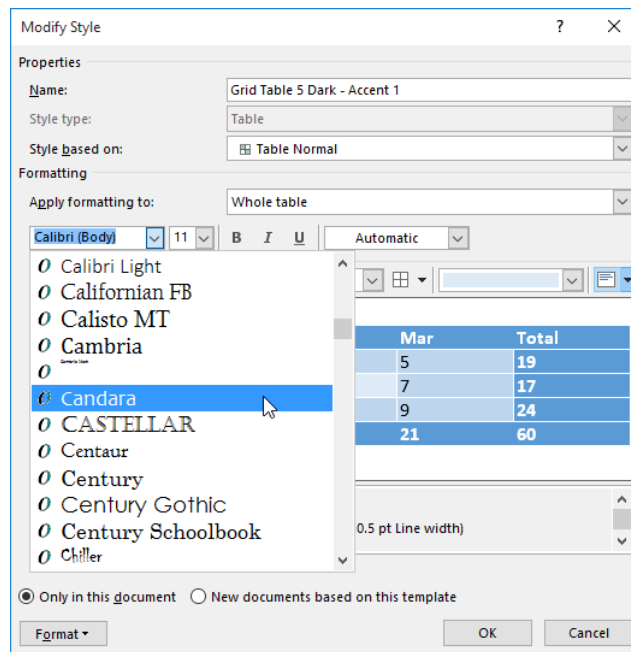 Modify Style ? ×
Properties
Name: Grid Table 5 Dark - Accent 1
Style type: Table
Style based on: Table Normal
Formatting
Apply formatting to: Whole table
Calibri (Body) 11 B I U Automatic
Calibri Light
Californian FB
Calisto MT
Cambria
Candara
CASTELLAR
Centaur
Century
Century Gothic
Century Schoolbook
Chiller
Mar Total
5 19
7 17
9 24
21 60
0.5 pt Line width)
Only in this document New documents based on this template
Format OK Cancel